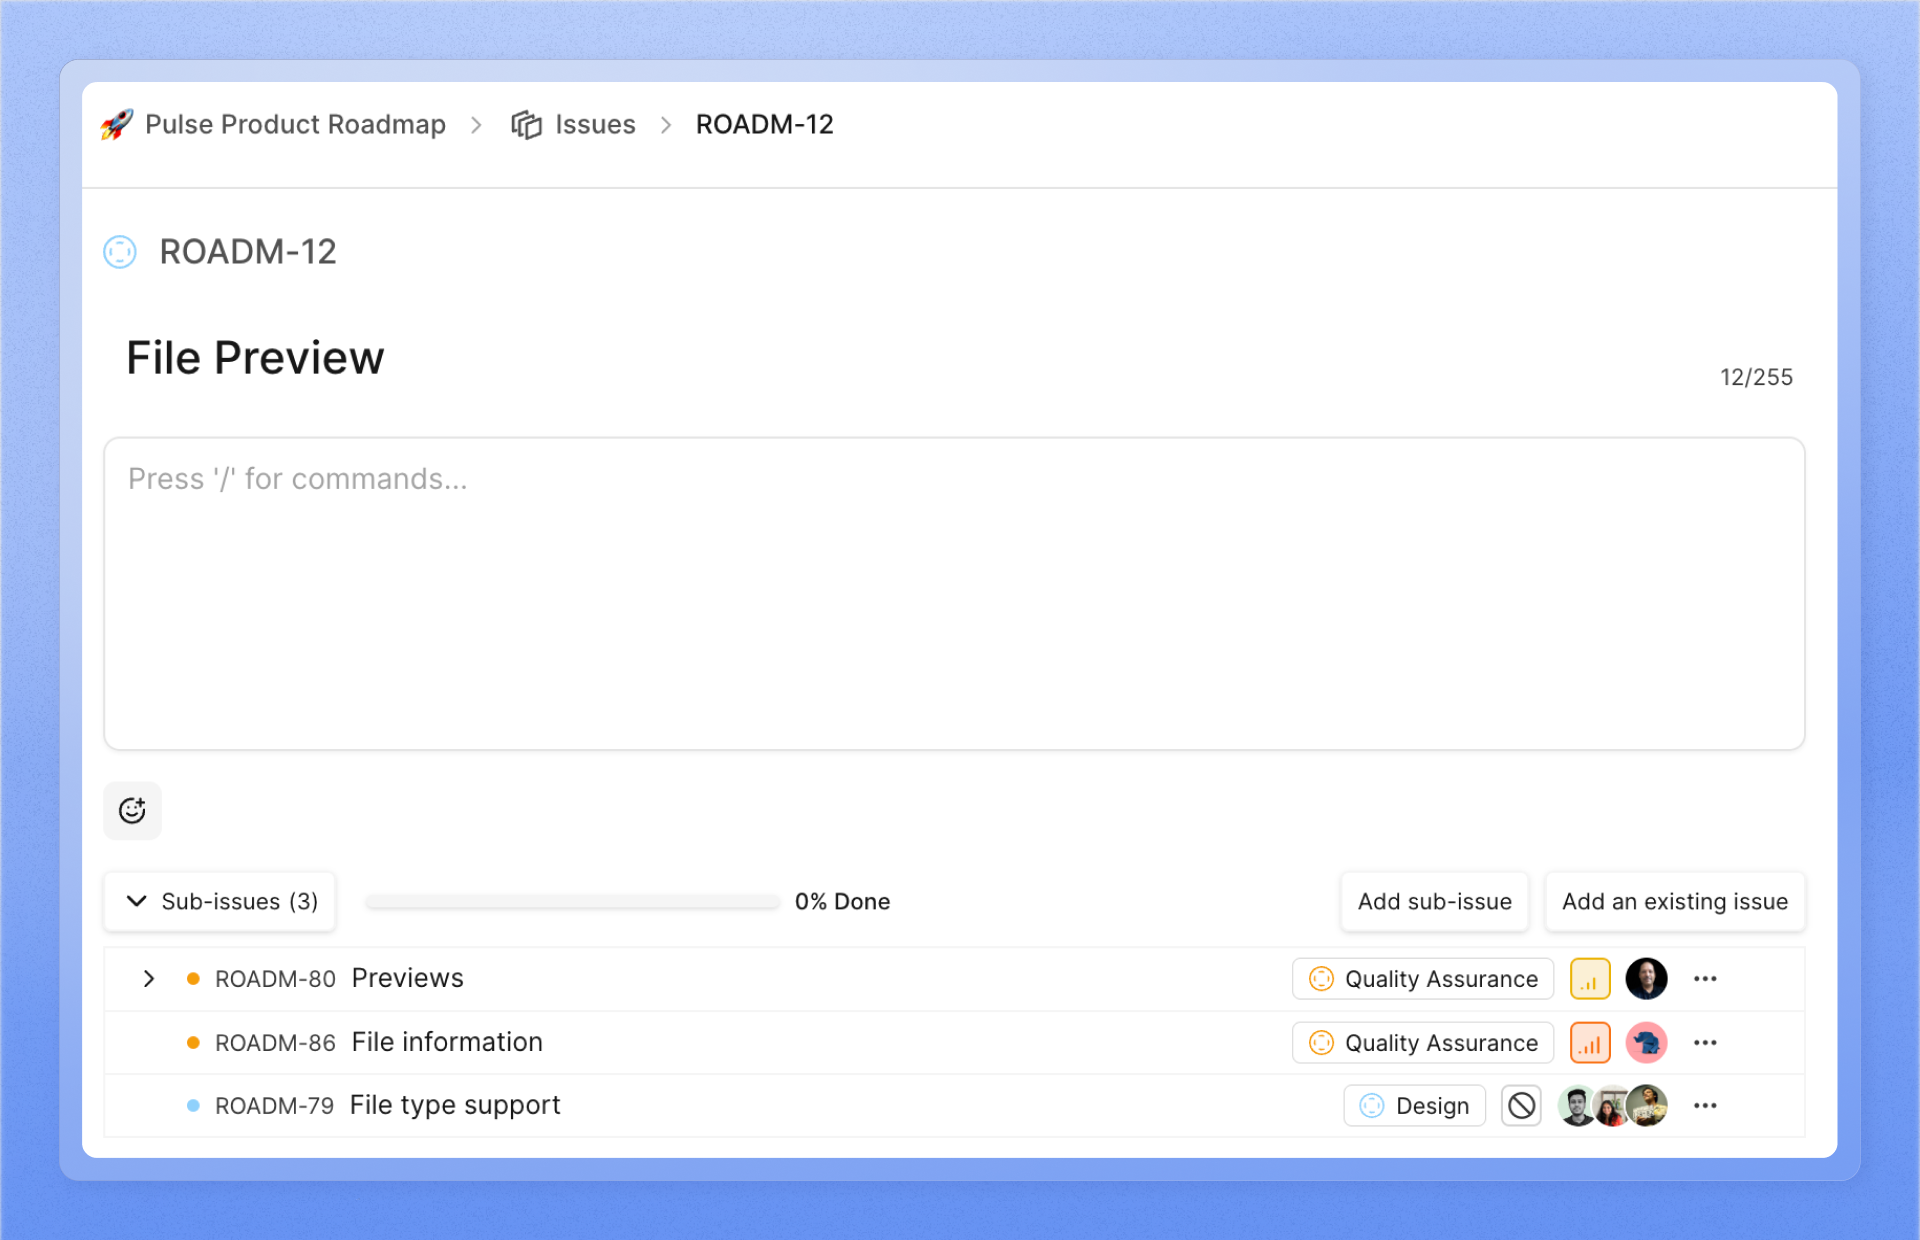 Pulse Product Roadmap > Issues > ROADM-12
ROADM-12
File Preview
12/255
Press '/' for commands...
Sub-issues (3) 0% Done Add sub-issue Add an existing issue
ROADM-80 Previews Quality Assurance
ROADM-86 File information Quality Assurance
ROADM-79 File type support Design